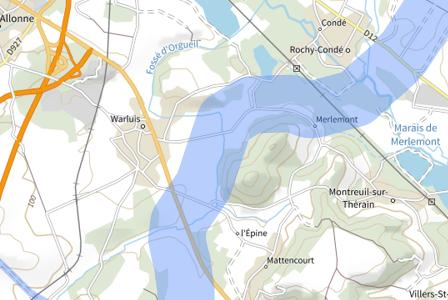 Condé
Allonne
D927
Fossé d'Orgueil
Rochy-Condé
D12
Warluis
Merlemont
Marais de
Merlemont
Montreuil-sur-
Thérain
100
l'Épine
Mattencourt
Villers-St-